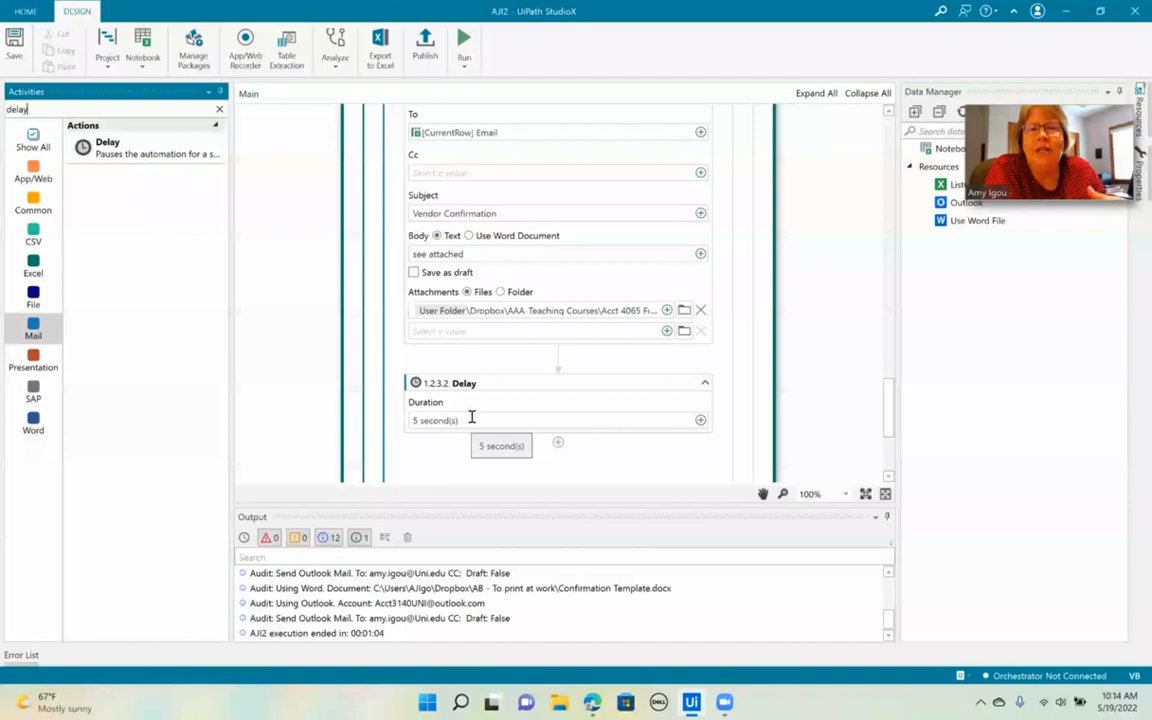 HOME
DESIGN
AJI2 - UiPath StudioX
Save
Cut
Copy
Paste
Project
Notebook
Manage
Packages
App/Web
Recorder
Table
Extraction
Analyze
Export
to Excel
Publish
Run
Activities
delay
Show All
App/Web
Common
CSV
Excel
File
Mail
Presentation
SAP
Word
Actions
Delay
Pauses the automation for a s...
Main
Expand All
Collapse All
To
[CurrentRow] Email
Cc
Select a value
Subject
Vendor Confirmation
Body Text Use Word Document
see attached
Save as draft
Attachments Files Folder
User Folder\Dropbox\AAA Teaching Courses\Acct 4065 Fr...
Select a value
1.2.3.2 Delay
Duration
5 second(s)
5 second(s)
100%
Output
0
0
12
1
Search
Audit: Send Outlook Mail. To: amy.igou@Uni.edu CC: Draft: False
Audit: Using Word. Document: C:\Users\AJIgo\Dropbox\AB - To print at work\Confirmation Template.docx
Audit: Using Outlook. Account: Acct3140UNI@outlook.com
Audit: Send Outlook Mail. To: amy.igou@Uni.edu CC: Draft: False
AJI2 execution ended in: 00:01:04
Data Manager
Search data
Notebo
Resources
List
Outlook
Use Word File
Amy Igou
Resources
Properties
Error List
Orchestrator Not Connected
VB
67°F
Mostly sunny
DELL
Ui
10:14 AM
5/19/2022